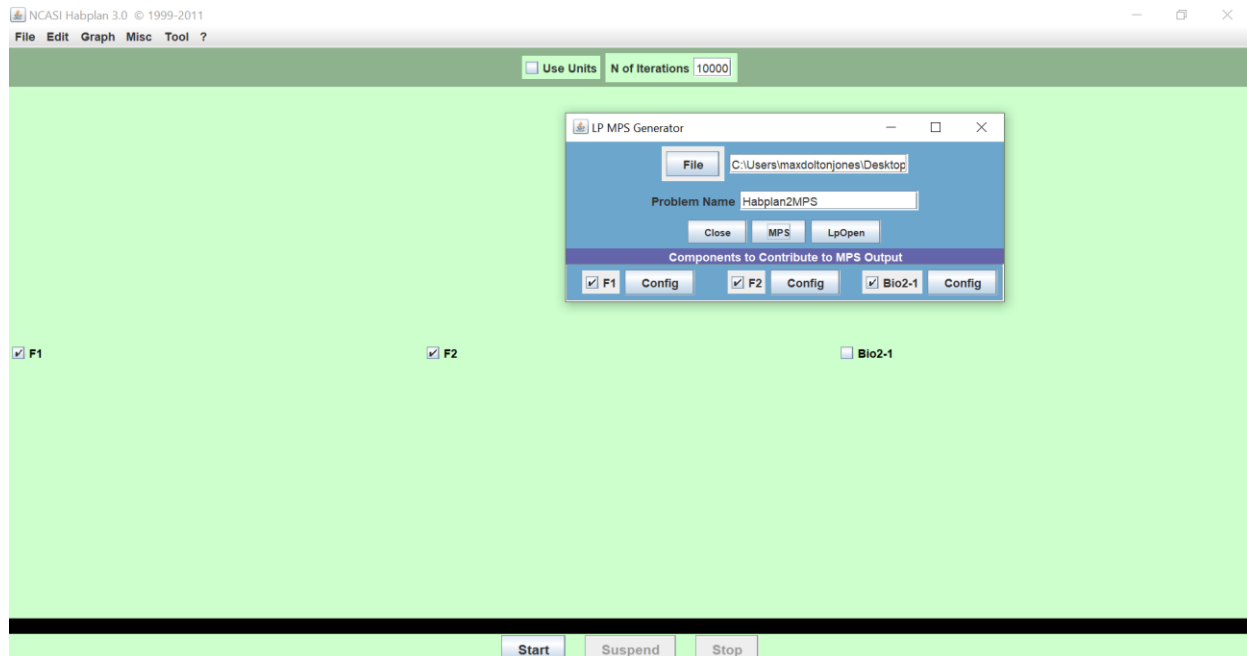 NCASI Habplan 3.0 © 1999-2011
File Edit Graph Misc Tool ?
Use Units N of Iterations 10000
LP MPS Generator
File C:\Users\maxdoltonjones\Desktop
Problem Name Habplan2MPS
Close MPS LpOpen
Components to Contribute to MPS Output
F1 Config F2 Config Bio2-1 Config
F1 F2 Bio2-1
Start Suspend Stop